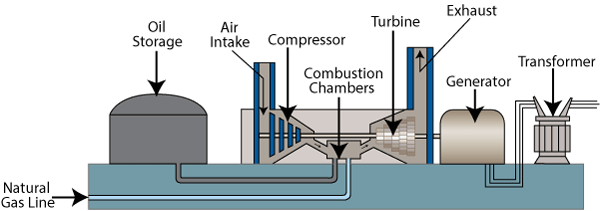 Oil
Storage
Air
Intake
Compressor
Combustion
Chambers
Turbine
Exhaust
Generator
Transformer
Natural
Gas Line